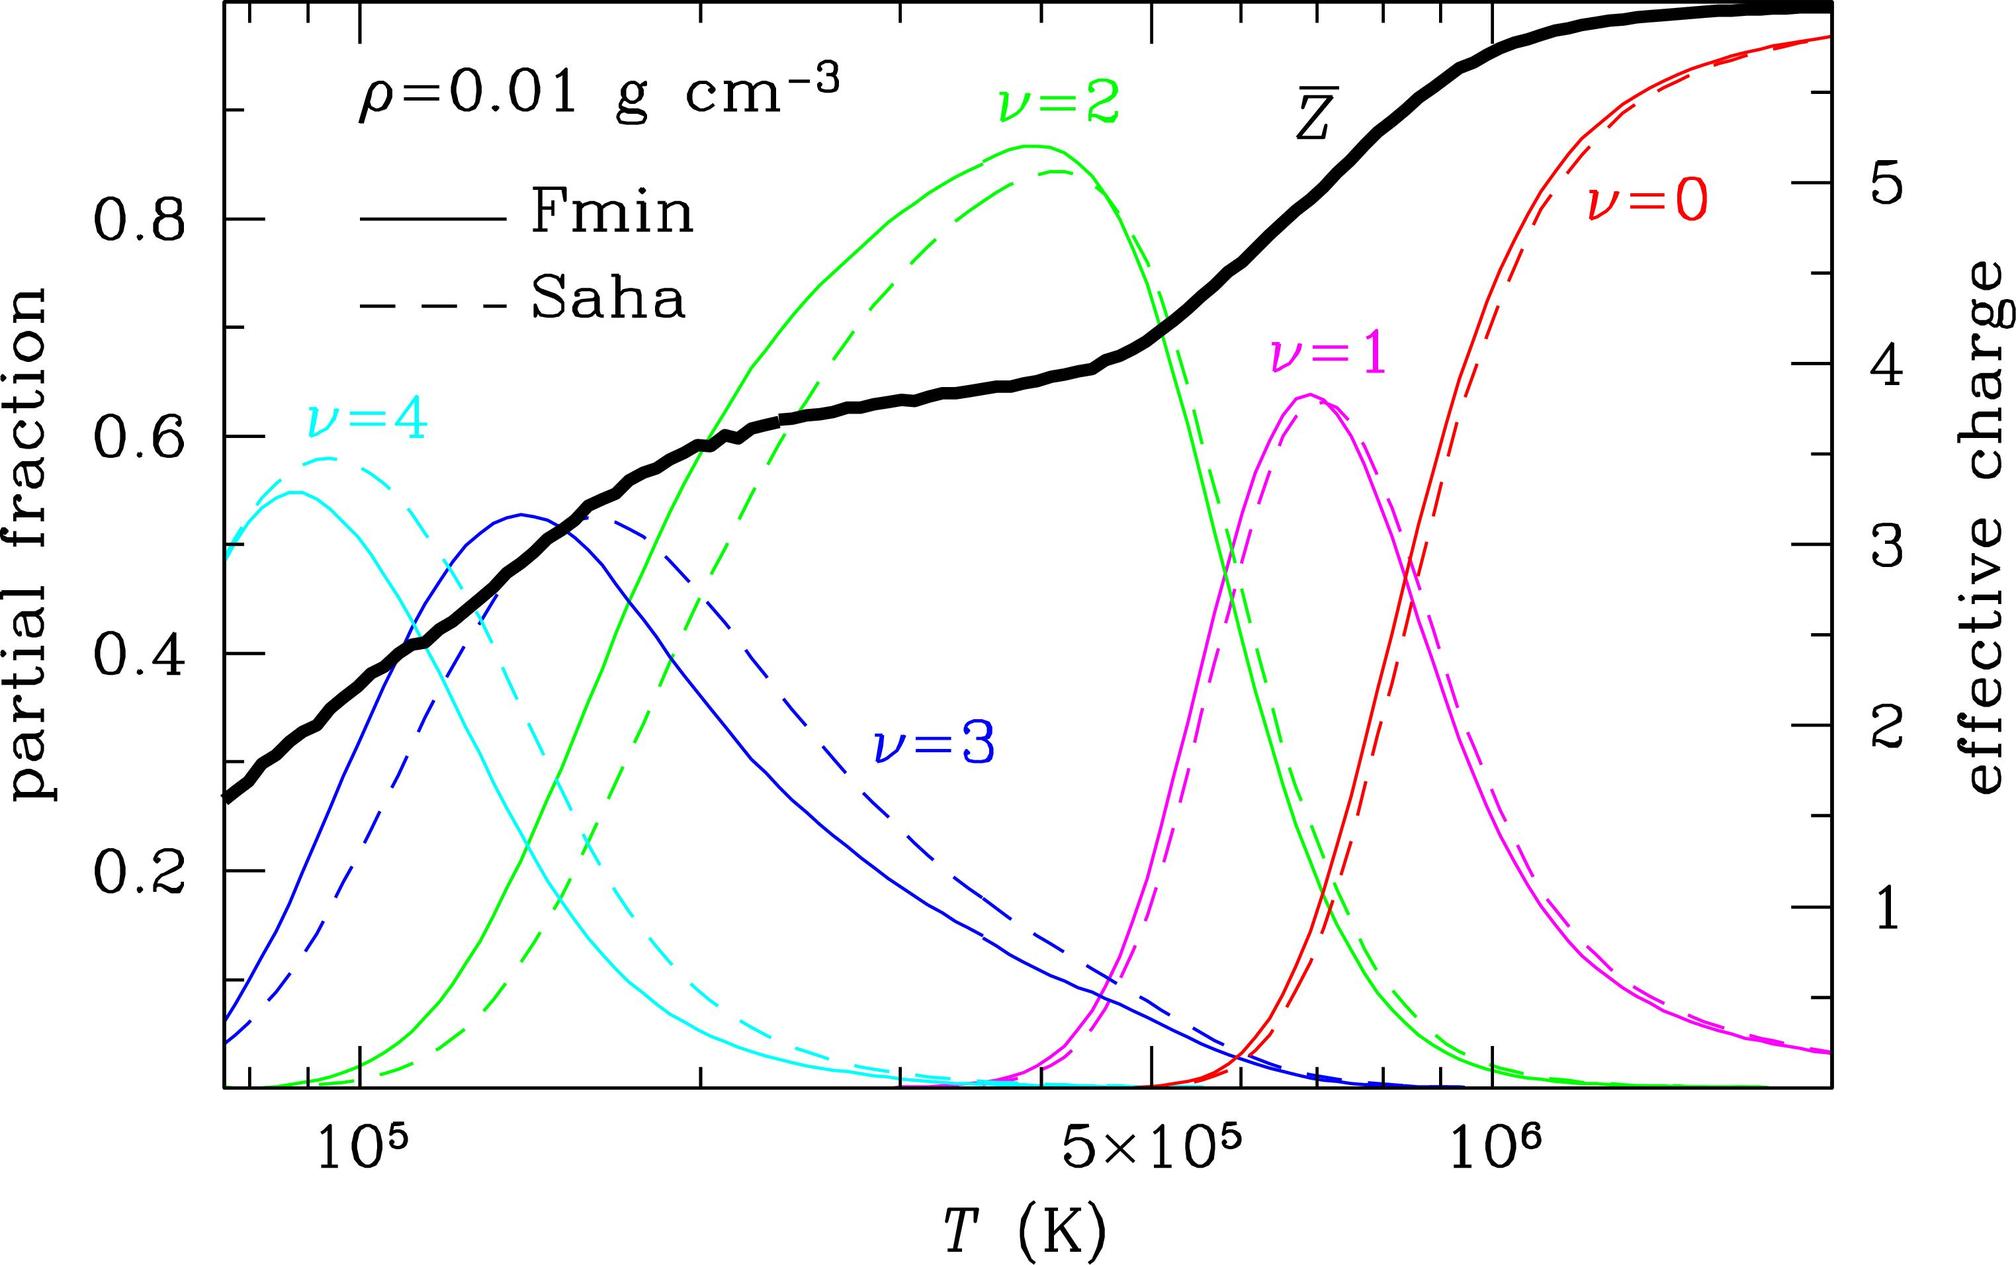 ρ=0.01 g cm⁻³
Fmin
Saha
ν=4
ν=3
ν=2
ν=1
ν=0
Z̅
partial fraction
0.8
0.6
0.4
0.2
effective charge
5
4
3
2
1
10⁵
5×10⁵
10⁶
T (K)